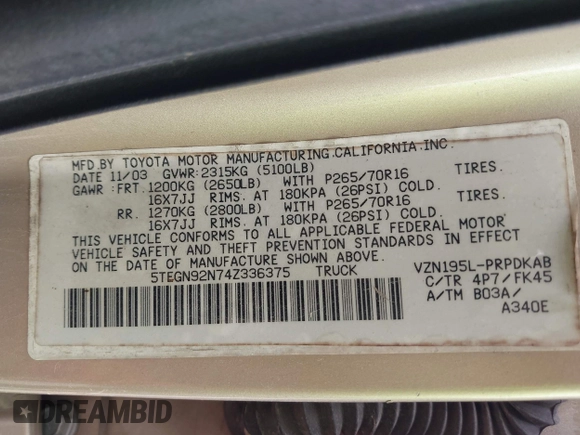 MFD.BY TOYOTA MOTOR MANUFACTURING.CALIFORNIA.INC.
DATE 11/03 GVWR:2315KG (5100LB)
GAWR:FRT.1200KG (2650LB) WITH P265/70R16 TIRES.
16X7JJ RIMS. AT 180KPA (26PSI) COLD.
RR. 1270KG (2800LB) WITH P265/70R16 TIRES.
16X7JJ RIMS. AT 180KPA (26PSI) COLD.
THIS VEHICLE CONFORMS TO ALL APPLICABLE FEDERAL MOTOR
VEHICLE SAFETY AND THEFT PREVENTION STANDARDS IN EFFECT
ON THE DATE OF MANUFACTURE SHOWN ABOVE.
5TEGN92N74Z336375 TRUCK VZN195L-PRPDKAB
C/TR 4P7/FK45
A/TM B03A/
A340E
DREAMBID